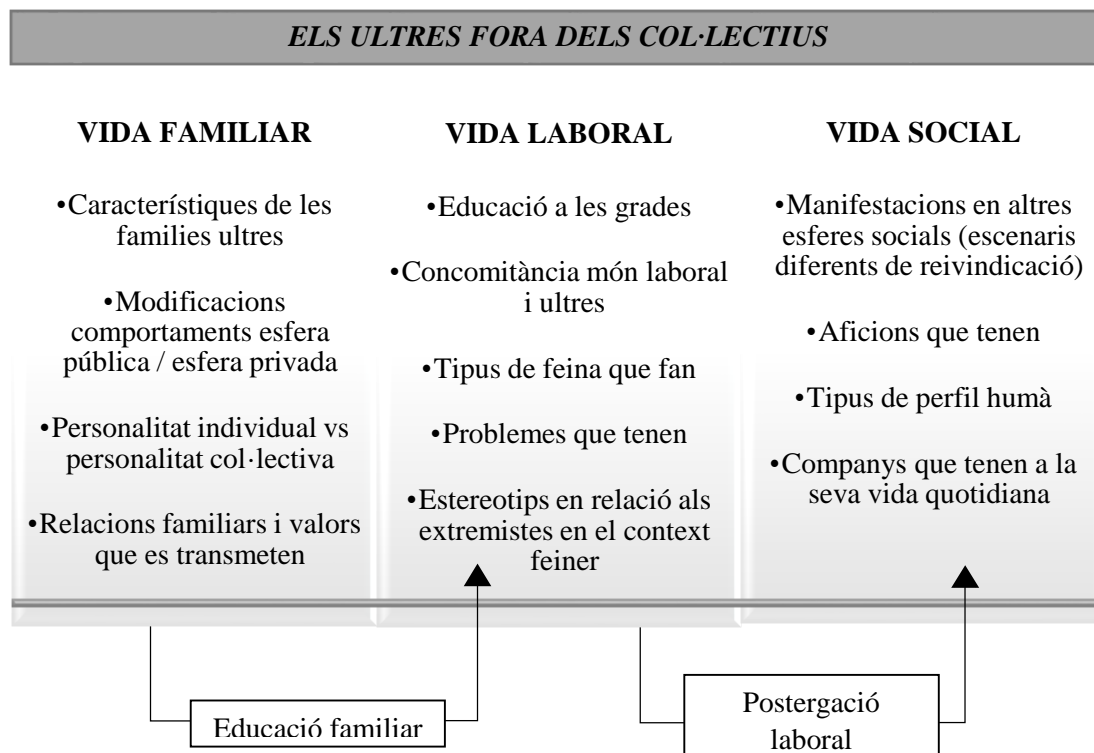 ELS ULTRES FORA DELS COL·LECTIUS
VIDA FAMILIAR
•Característiques de les
families ultres
•Modificacions
comportaments esfera
pública / esfera privada
•Personalitat individual vs
personalitat col·lectiva
•Relacions familiars i valors
que es transmeten
VIDA LABORAL
•Educació a les grades
•Concomitància món laboral
i ultres
•Tipus de feina que fan
•Problemes que tenen
•Estereotips en relació als
extremistes en el context
feiner
VIDA SOCIAL
•Manifestacions en altres
esferes socials (escenaris
diferents de reivindicació)
•Aficions que tenen
•Tipus de perfil humà
•Companys que tenen a la
seva vida quotidiana
Educació familiar
Postergació
laboral